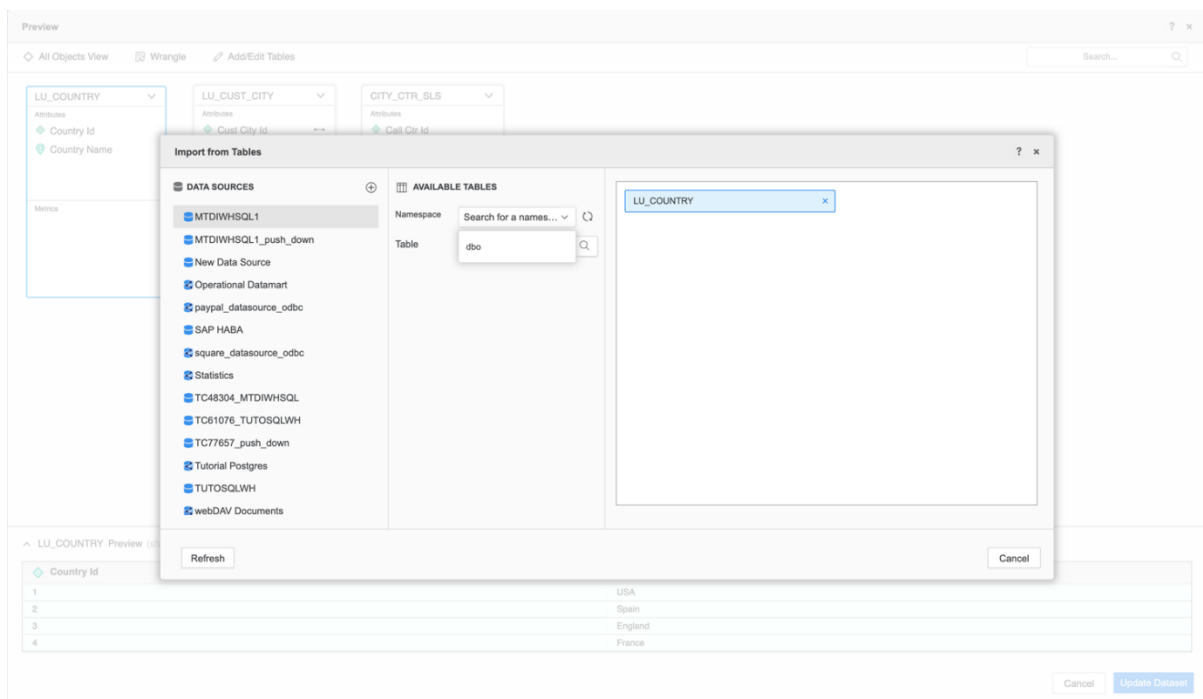 Preview
? ×
All Objects View Wrangle Add/Edit Tables Search...
LU_COUNTRY LU_CUST_CITY CITY_CTR_SLS
Attributes Attributes Attributes
Country Id Cust City Id Call Ctr Id
Country Name
Metrics
Import from Tables ? ×
DATA SOURCES
MTDIWHSQL1
MTDIWHSQL1_push_down
New Data Source
Operational Datamart
paypal_datasource_odbc
SAP HABA
square_datasource_odbc
Statistics
TC48304_MTDIWHSQL
TC61076_TUTOSQLWH
TC77657_push_down
Tutorial Postgres
TUTOSQLWH
webDAV Documents
AVAILABLE TABLES
Namespace Search for a names...
Table
dbo
LU_COUNTRY ×
Refresh Cancel
LU_COUNTRY Preview
Country Id
1 USA
2 Spain
3 England
4 France
Cancel Update Dataset